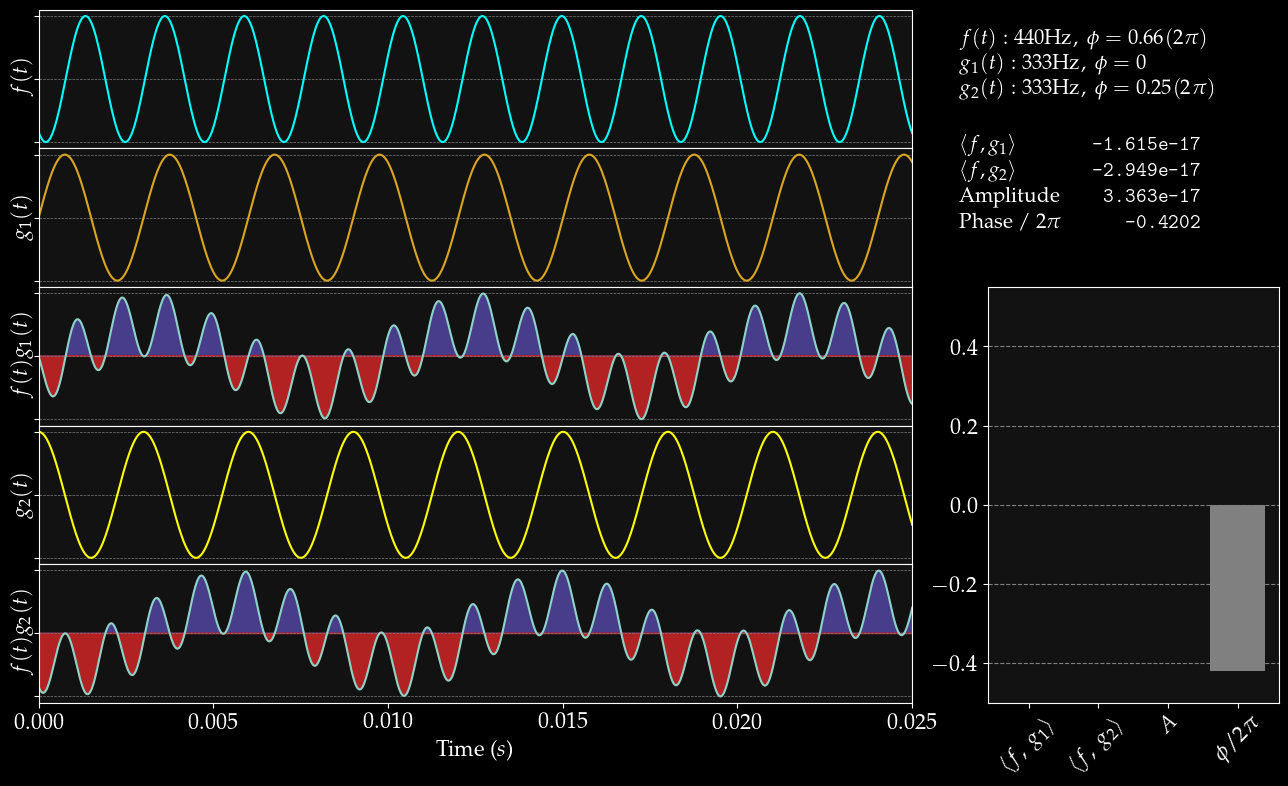 f(t)
g₁(t)
f(t)g₁(t)
g₂(t)
f(t)g₂(t)
0.000 0.005 0.010 0.015 0.020 0.025
Time (s)
f(t) : 440Hz, ϕ = 0.66(2π)
g₁(t) : 333Hz, ϕ = 0
g₂(t) : 333Hz, ϕ = 0.25(2π)
⟨f, g₁⟩ -1.615e-17
⟨f, g₂⟩ -2.949e-17
Amplitude 3.363e-17
Phase / 2π -0.4202
0.4
0.2
0.0
−0.2
−0.4
⟨f, g₁⟩ ⟨f, g₂⟩ A ϕ/2π